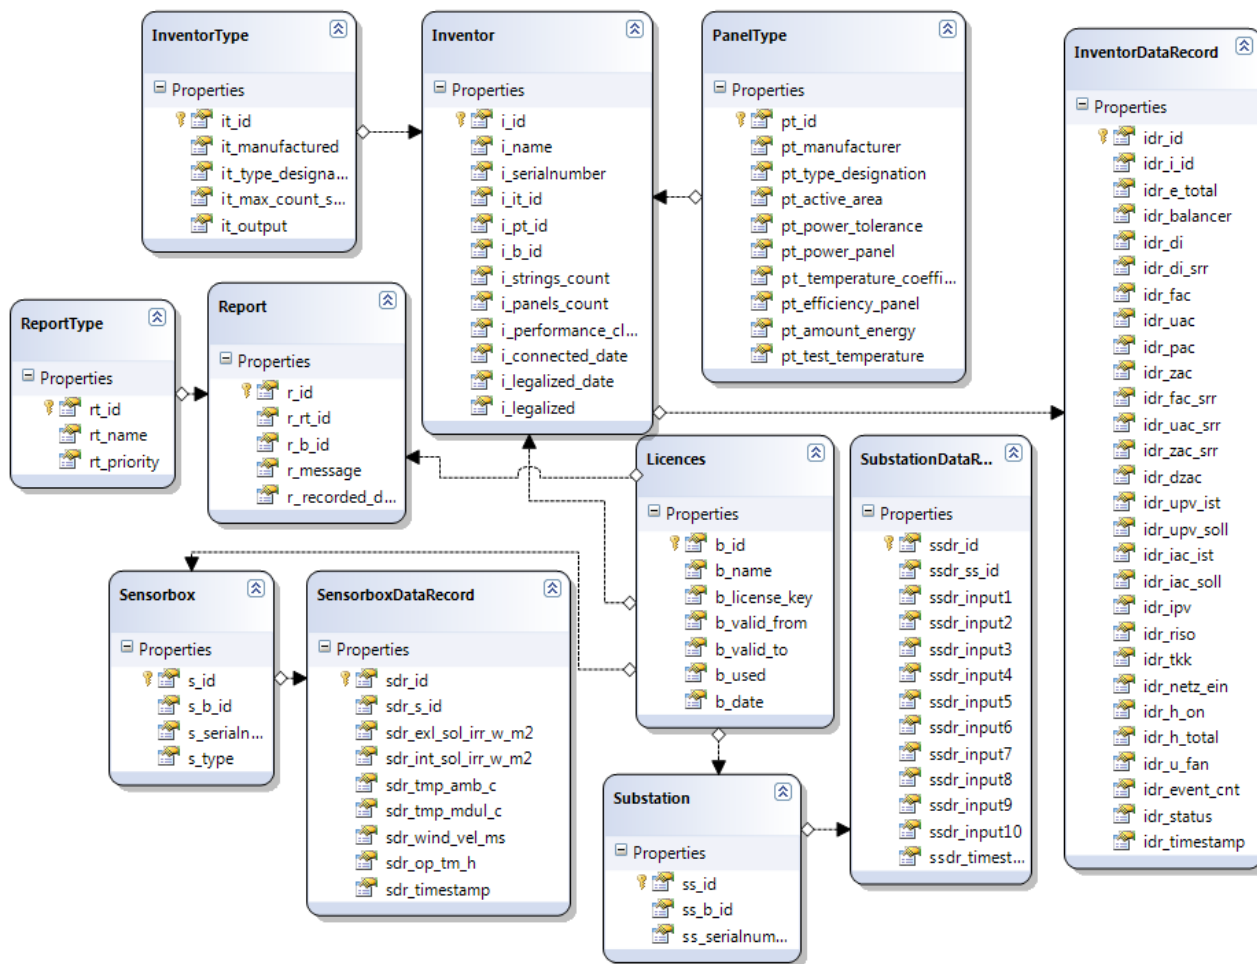 InventorType
Properties
it_id
it_manufactured
it_type_designa...
it_max_count_s...
it_output
Inventor
Properties
i_id
i_name
i_serialnumber
i_it_id
i_pt_id
i_b_id
i_strings_count
i_panels_count
i_performance_cl...
i_connected_date
i_legalized_date
i_legalized
PanelType
Properties
pt_id
pt_manufacturer
pt_type_designation
pt_active_area
pt_power_tolerance
pt_power_panel
pt_temperature_coeffi...
pt_efficiency_panel
pt_amount_energy
pt_test_temperature
InventorDataRecord
Properties
idr_id
idr_i_id
idr_e_total
idr_balancer
idr_di
idr_di_srr
idr_fac
idr_uac
idr_pac
idr_zac
idr_fac_srr
idr_uac_srr
idr_zac_srr
idr_dzac
idr_upv_ist
idr_upv_soll
idr_iac_ist
idr_iac_soll
idr_ipv
idr_riso
idr_tkk
idr_netz_ein
idr_h_on
idr_h_total
idr_u_fan
idr_event_cnt
idr_status
idr_timestamp
ReportType
Properties
rt_id
rt_name
rt_priority
Report
Properties
r_id
r_rt_id
r_b_id
r_message
r_recorded_d...
Licences
Properties
b_id
b_name
b_license_key
b_valid_from
b_valid_to
b_used
b_date
SubstationDataR...
Properties
ssdr_id
ssdr_ss_id
ssdr_input1
ssdr_input2
ssdr_input3
ssdr_input4
ssdr_input5
ssdr_input6
ssdr_input7
ssdr_input8
ssdr_input9
ssdr_input10
ssdr_timest...
Sensorbox
Properties
s_id
s_b_id
s_serialn...
s_type
SensorboxDataRecord
Properties
sdr_id
sdr_s_id
sdr_exl_sol_irr_w_m2
sdr_int_sol_irr_w_m2
sdr_tmp_amb_c
sdr_tmp_mdul_c
sdr_wind_vel_ms
sdr_op_tm_h
sdr_timestamp
Substation
Properties
ss_id
ss_b_id
ss_serialnum...